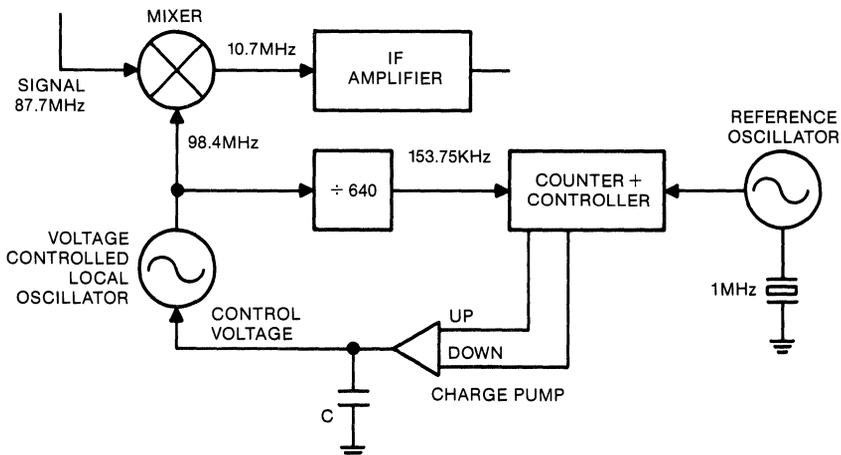 MIXER
SIGNAL
87.7MHz
10.7MHz
IF
AMPLIFIER
98.4MHz
÷ 640
153.75KHz
COUNTER +
CONTROLLER
REFERENCE
OSCILLATOR
1MHz
VOLTAGE
CONTROLLED
LOCAL
OSCILLATOR
CONTROL
VOLTAGE
UP
DOWN
CHARGE PUMP
C